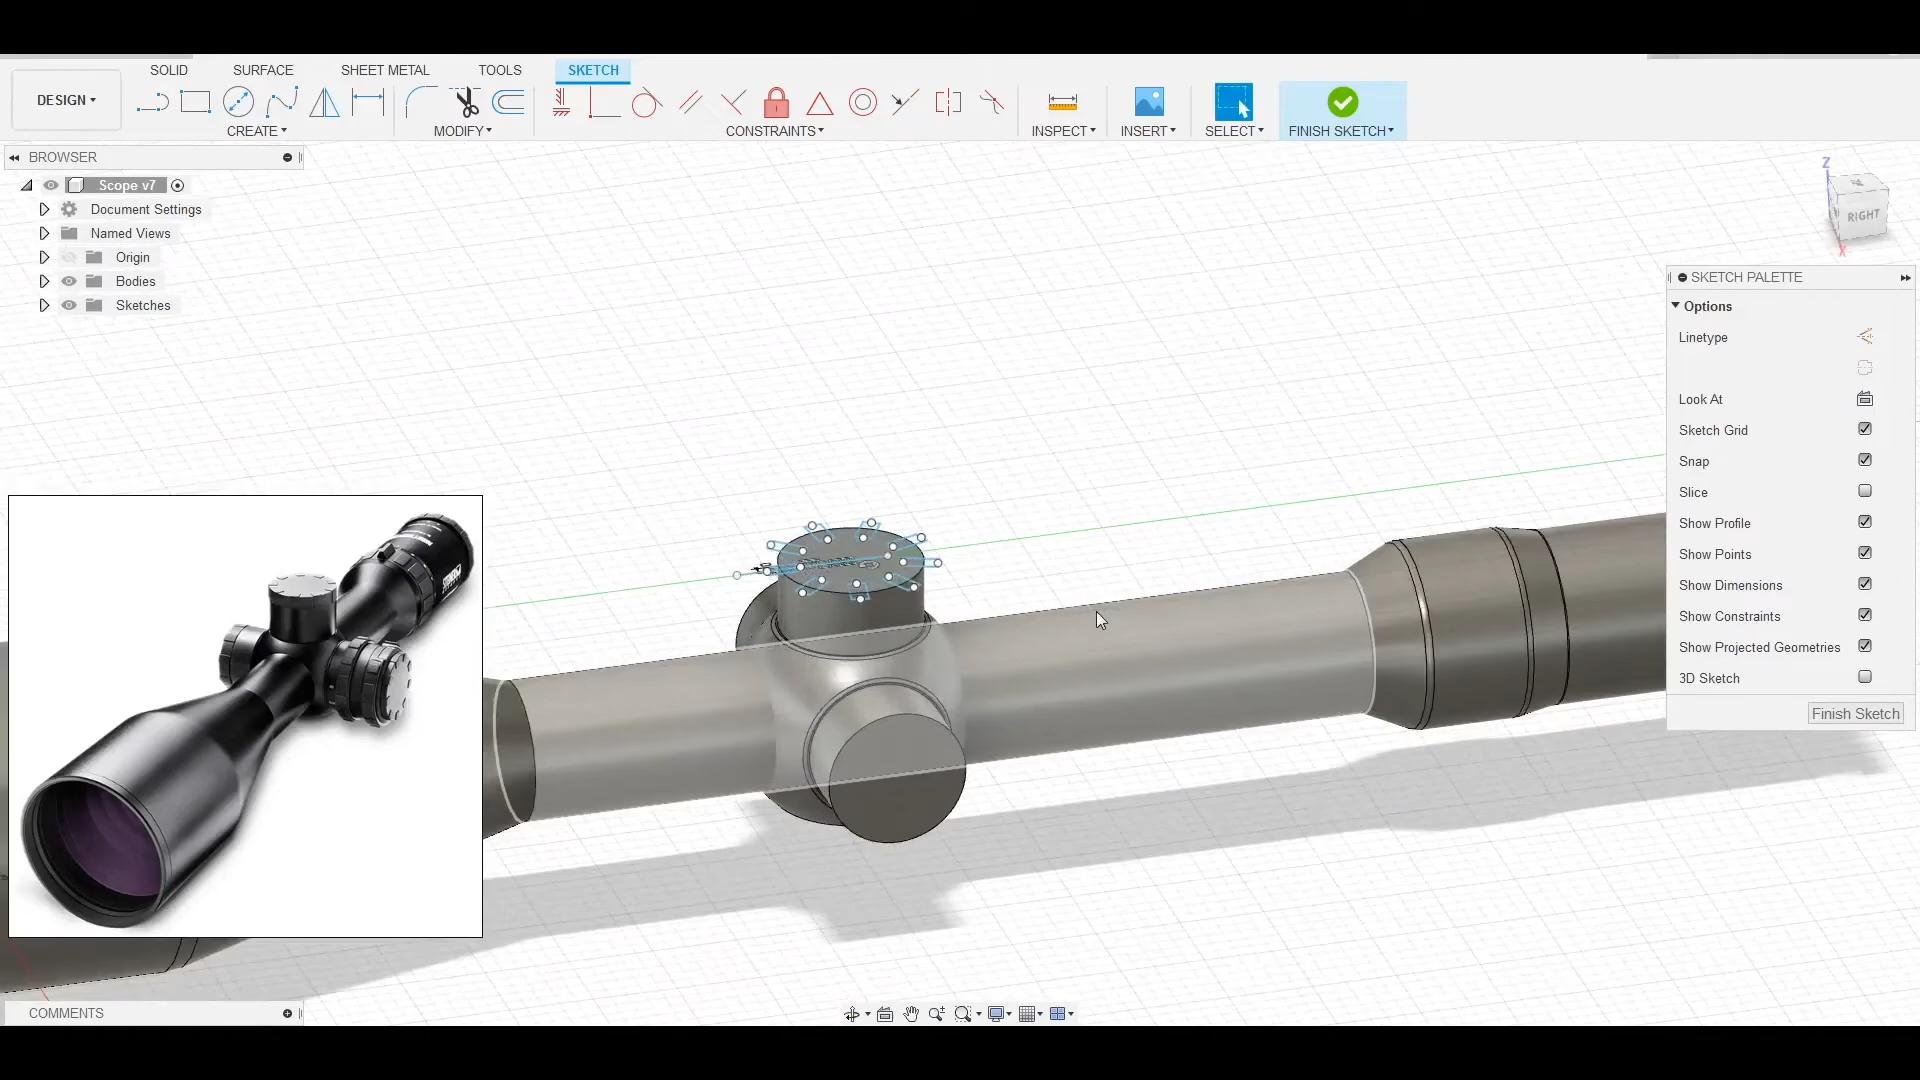 SOLID SURFACE SHEET METAL TOOLS SKETCH
DESIGN
CREATE MODIFY CONSTRAINTS INSPECT INSERT SELECT FINISH SKETCH
BROWSER
Scope v7
Document Settings
Named Views
Origin
Bodies
Sketches
Z
RIGHT
X
SKETCH PALETTE
Options
Linetype
Look At
Sketch Grid
Snap
Slice
Show Profile
Show Points
Show Dimensions
Show Constraints
Show Projected Geometries
3D Sketch
Finish Sketch
COMMENTS